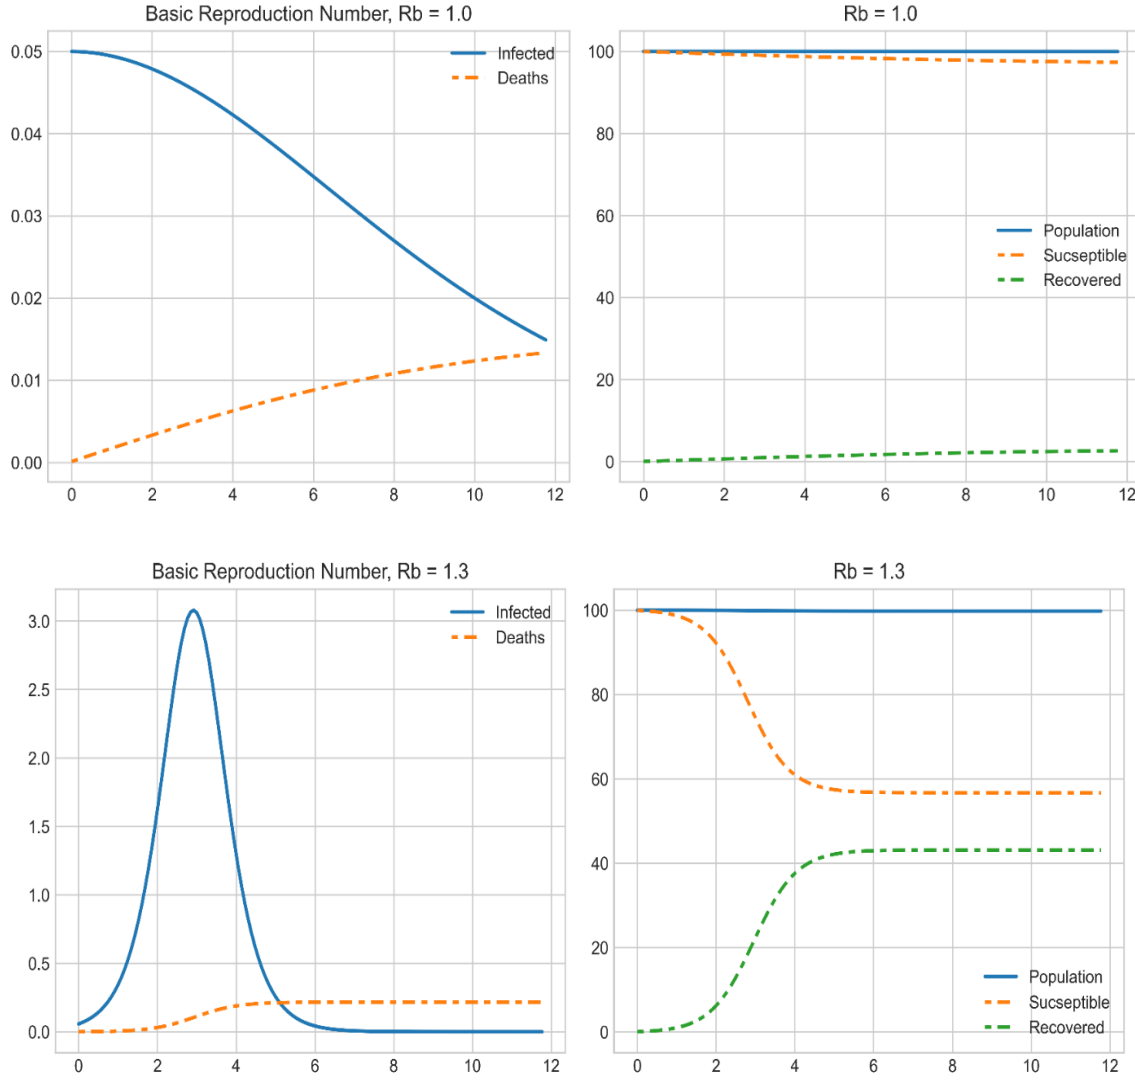 Basic Reproduction Number, Rb = 1.0
0.05
0.04
0.03
0.02
0.01
0.00
0 2 4 6 8 10 12
Infected
Deaths
Rb = 1.0
100
80
60
40
20
0
0 2 4 6 8 10 12
Population
Sucseptible
Recovered
Basic Reproduction Number, Rb = 1.3
3.0
2.5
2.0
1.5
1.0
0.5
0.0
0 2 4 6 8 10 12
Infected
Deaths
Rb = 1.3
100
80
60
40
20
0
0 2 4 6 8 10 12
Population
Sucseptible
Recovered